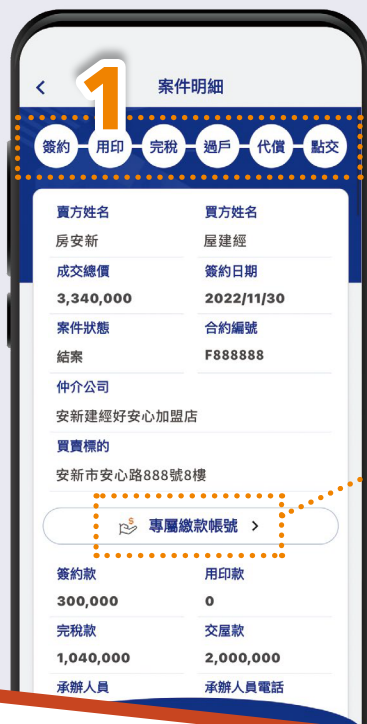 <
1
案件明細
簽約 用印 完稅 過戶 代償 點交
賣方姓名 買方姓名
房安新 屋建經
成交總價 簽約日期
3,340,000 2022/11/30
案件狀態 合約編號
結案 F888888
仲介公司
安新建經好安心加盟店
買賣標的
安新市安心路888號8樓
$ 專屬繳款帳號 >
簽約款 用印款
300,000 0
完稅款 交屋款
1,040,000 2,000,000
承辦人員 承辦人員電話